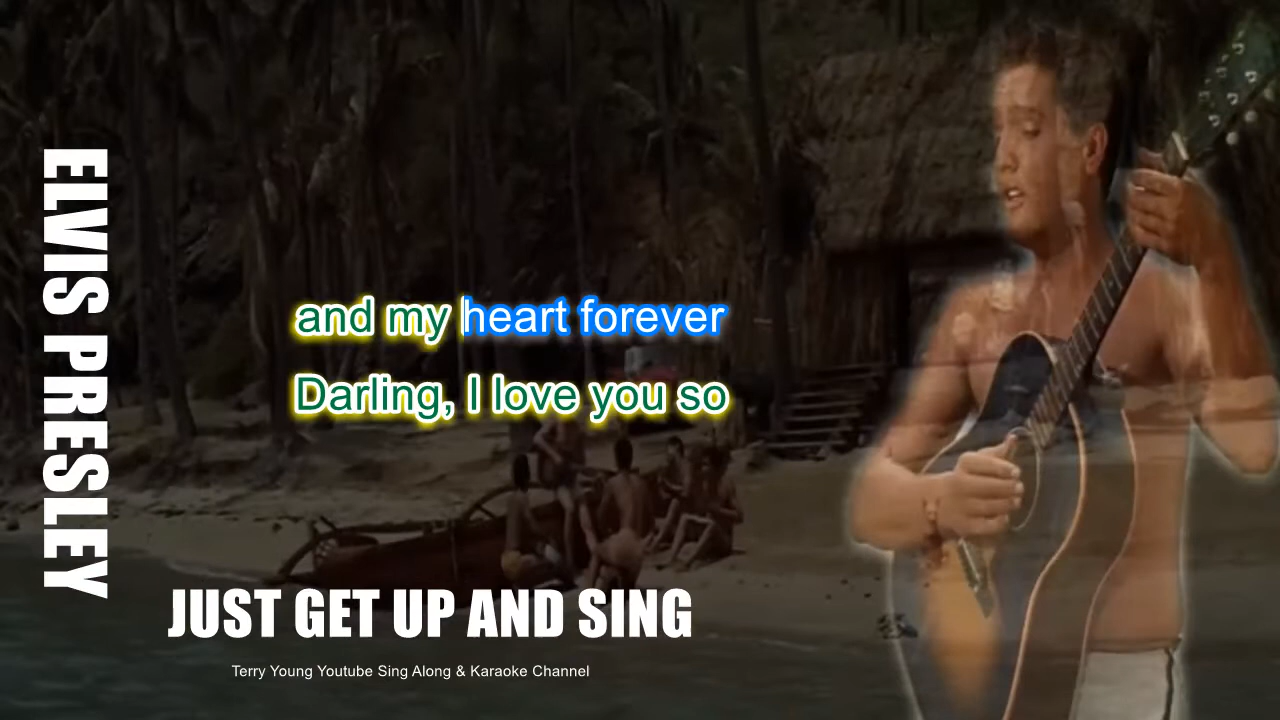 ELVIS PRESLEY
and my heart forever
Darling, I love you so
JUST GET UP AND SING
Terry Young Youtube Sing Along & Karaoke Channel